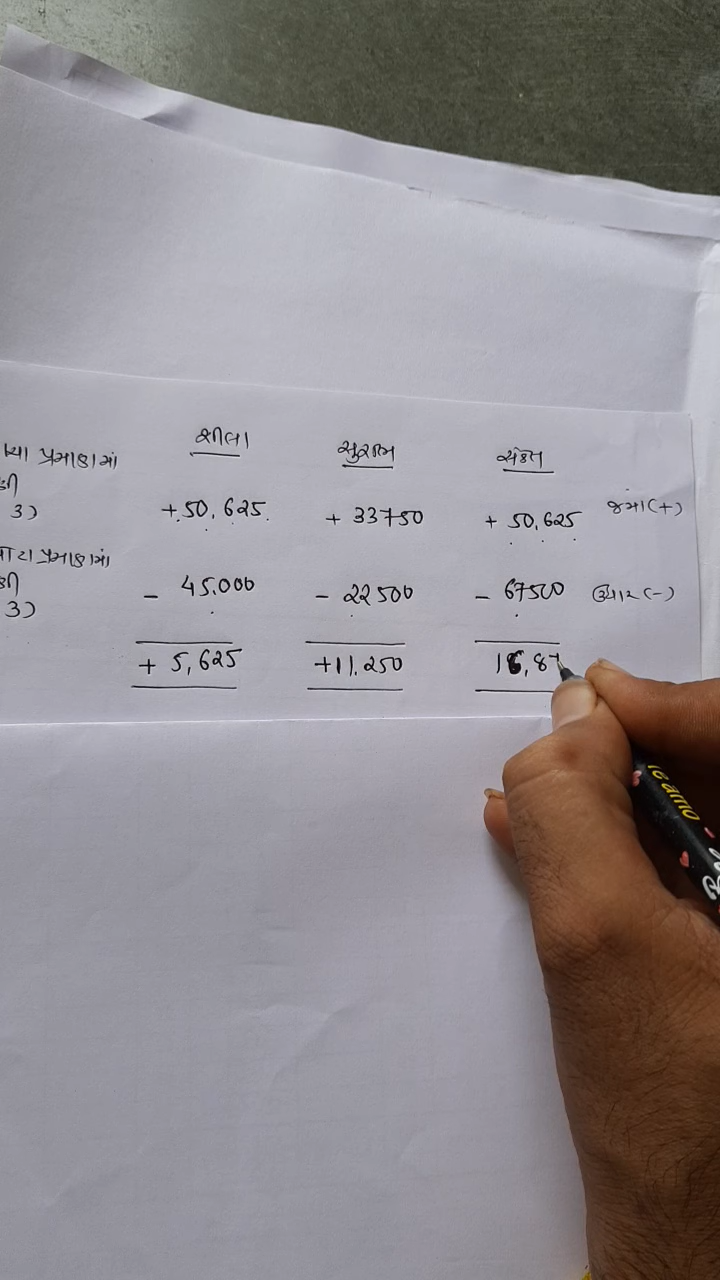 શીલા સુરાભ સંકેત
પ્રમાણમાં
3) +50,625 + 33750 + 50,625 જમા(+)
પ્રમાણમાં
3) - 45.000 - 22500 - 67500 ઉધાર(-)
+ 5,625 +11.250 16,87